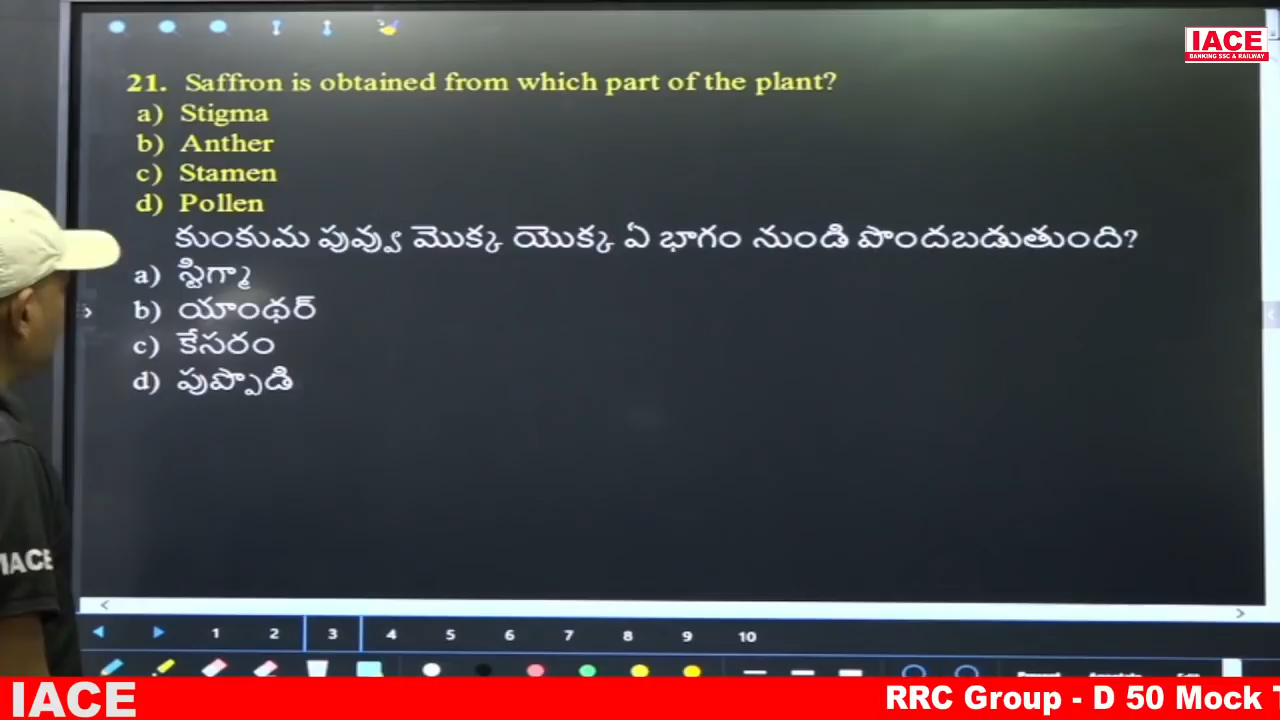 IACE
BANKING SSC & RAILWAY
21. Saffron is obtained from which part of the plant?
a) Stigma
b) Anther
c) Stamen
d) Pollen
కుంకుమ పువ్వు మొక్క యొక్క ఏ భాగం నుండి పొందబడుతుంది?
a) స్టిగ్మా
b) యాంథర్
c) కేసరం
d) పుప్పొడి
IACE
1 2 3 4 5 6 7 8 9 10
IACE
RRC Group - D 50 Mock